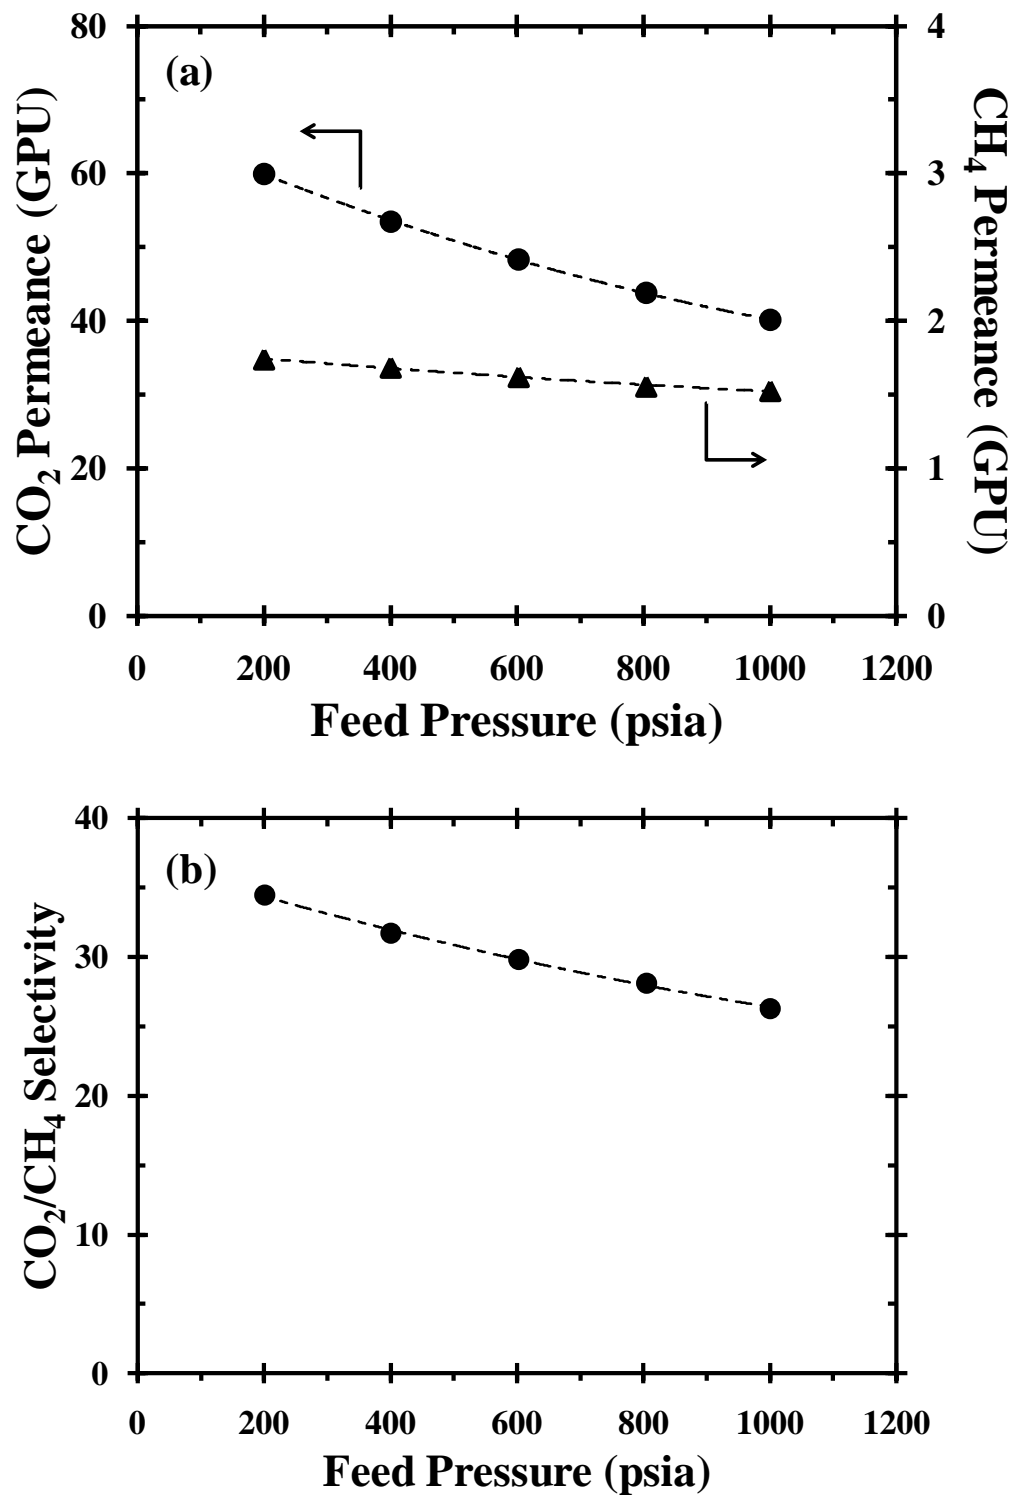 (a)
CO₂ Permeance (GPU)
80
60
40
20
0
CH₄ Permeance (GPU)
4
3
2
1
0
0 200 400 600 800 1000 1200
Feed Pressure (psia)
(b)
CO₂/CH₄ Selectivity
40
30
20
10
0
0 200 400 600 800 1000 1200
Feed Pressure (psia)